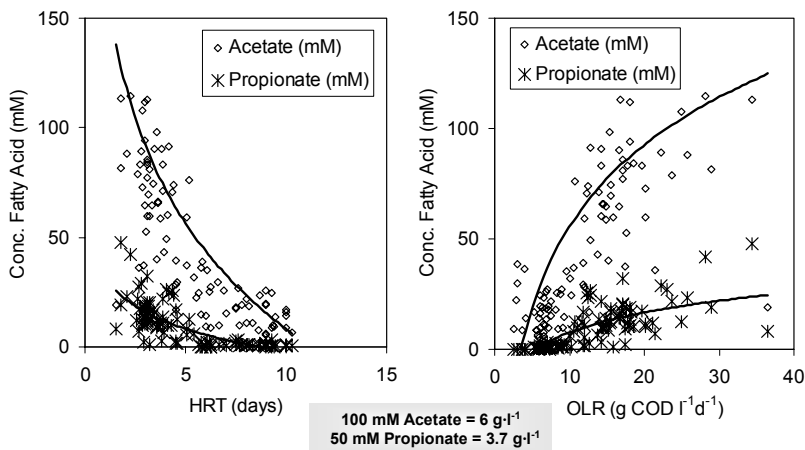 150
100
50
0
Conc. Fatty Acid (mM)
Acetate (mM)
Propionate (mM)
0 5 10 15
HRT (days)
150
100
50
0
Conc. Fatty Acid (mM)
Acetate (mM)
Propionate (mM)
0 10 20 30 40
OLR (g COD l⁻¹d⁻¹)
100 mM Acetate = 6 g·l⁻¹
50 mM Propionate = 3.7 g·l⁻¹